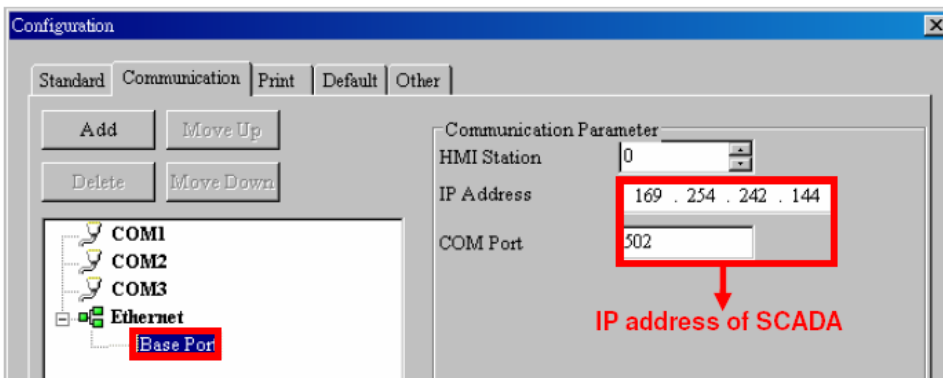 Configuration
Standard Communication Print Default Other
Add Move Up
Delete Move Down
COM1
COM2
COM3
Ethernet
Base Port
Communication Parameter
HMI Station 0
IP Address 169 . 254 . 242 . 144
COM Port 502
IP address of SCADA